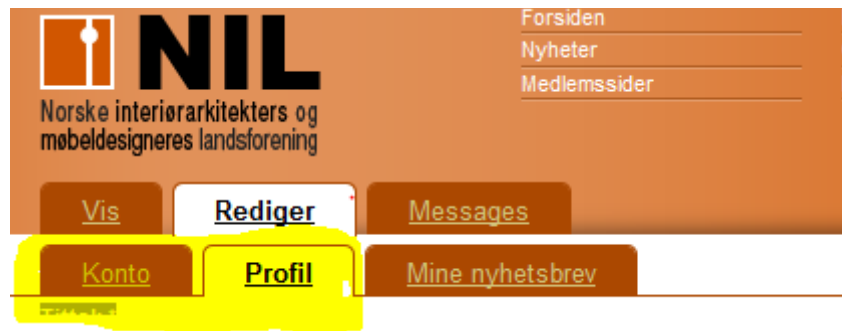 NIL
Norske interiørarkitekters og
møbeldesigneres landsforening
Forsiden
Nyheter
Medlemssider
Vis Rediger Messages
Konto Profil Mine nyhetsbrev